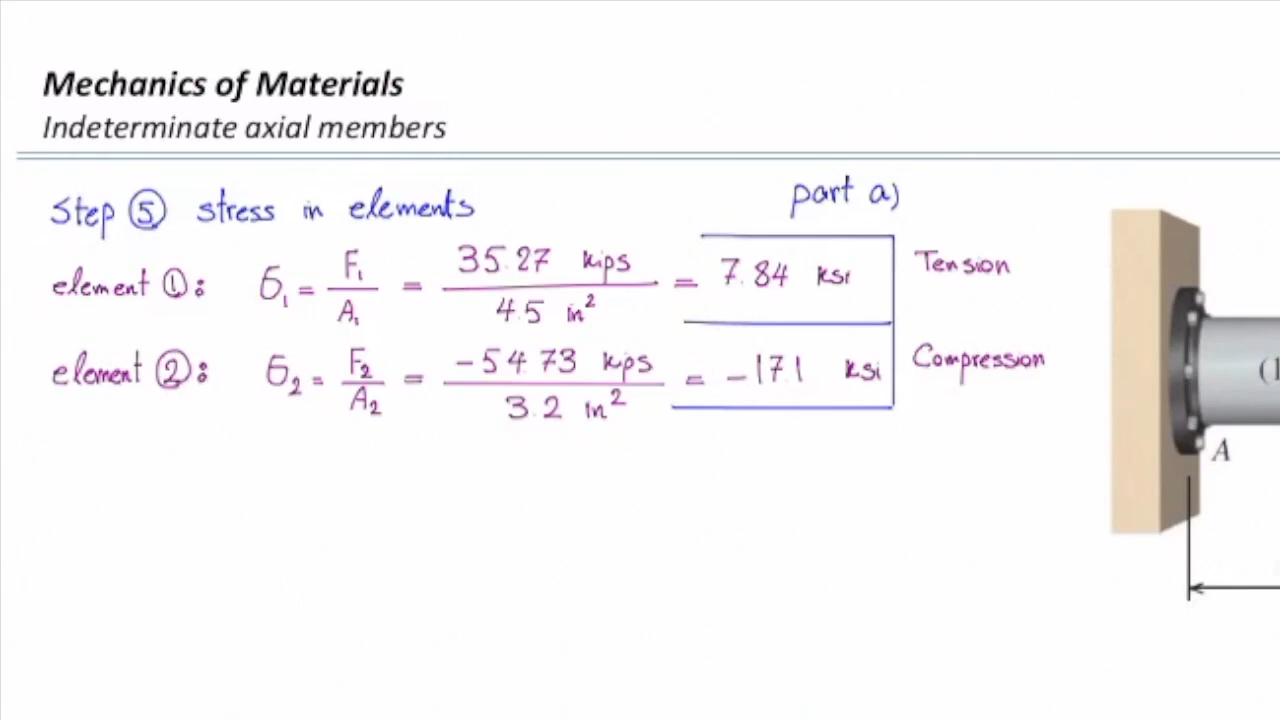 Mechanics of Materials
Indeterminate axial members
Step ⑤ stress in elements
part a)
element ①: σ₁ = F₁/A₁ = 35.27 kips / 4.5 in² = 7.84 ksi Tension
element ②: σ₂ = F₂/A₂ = -54.73 kips / 3.2 in² = -17.1 ksi Compression
(1
A